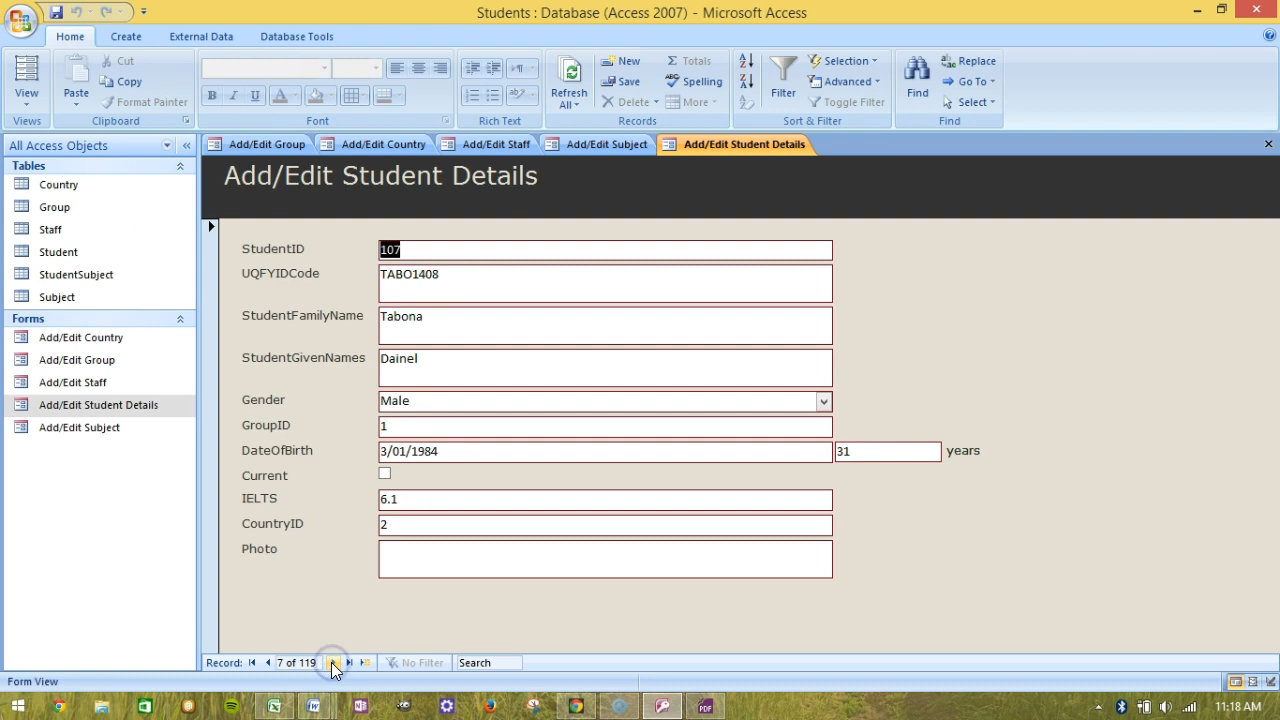 Students : Database (Access 2007) - Microsoft Access
Home Create External Data Database Tools
View
Views
Paste
Cut
Copy
Format Painter
Clipboard
B I U A
Font
Rich Text
Refresh All
New
Save
Delete
Totals
Spelling
More
Records
Filter
Selection
Advanced
Toggle Filter
Sort & Filter
Find
Replace
Go To
Select
Find
All Access Objects
Tables
Country
Group
Staff
Student
StudentSubject
Subject
Forms
Add/Edit Country
Add/Edit Group
Add/Edit Staff
Add/Edit Student Details
Add/Edit Subject
Add/Edit Group Add/Edit Country Add/Edit Staff Add/Edit Subject Add/Edit Student Details
Add/Edit Student Details
StudentID 107
UQFYIDCode TABO1408
StudentFamilyName Tabona
StudentGivenNames Dainel
Gender Male
GroupID 1
DateOfBirth 3/01/1984 31 years
Current
IELTS 6.1
CountryID 2
Photo
Record: 7 of 119 No Filter Search
Form View
11:18 AM